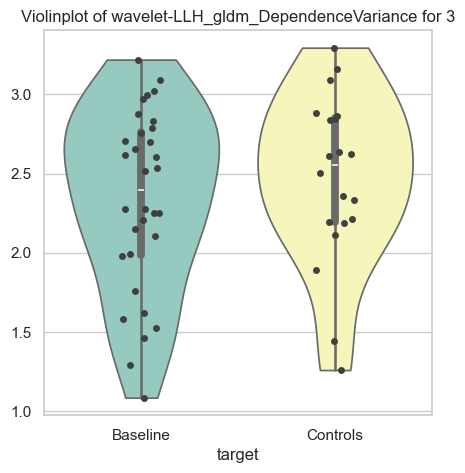 Violinplot of wavelet-LLH_gldm_DependenceVariance for 3
3.0
2.5
2.0
1.5
1.0
Baseline Controls
target